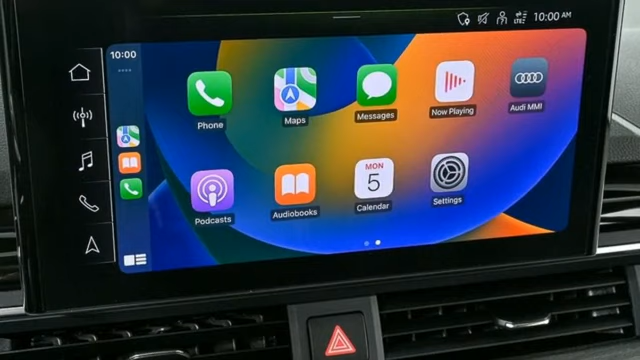 10:00 AM
10:00
Phone
Maps
Messages
Now Playing
Audi MMI
Podcasts
Audiobooks
MON
5
Calendar
Settings